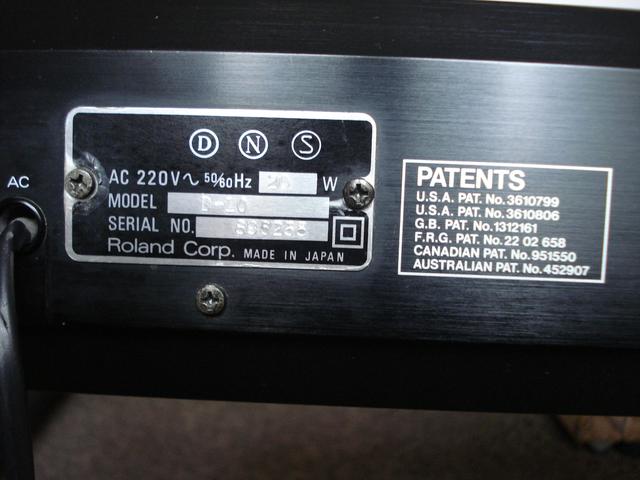 AC
D N S
AC 220V~ 50/60Hz W
MODEL
SERIAL NO.
Roland Corp. MADE IN JAPAN
PATENTS
U.S.A. PAT. No.3610799
U.S.A. PAT. No.3610806
G.B. PAT. No.1312161
F.R.G. PAT. No.22 02 658
CANADIAN PAT. No.951550
AUSTRALIAN PAT. No.452907